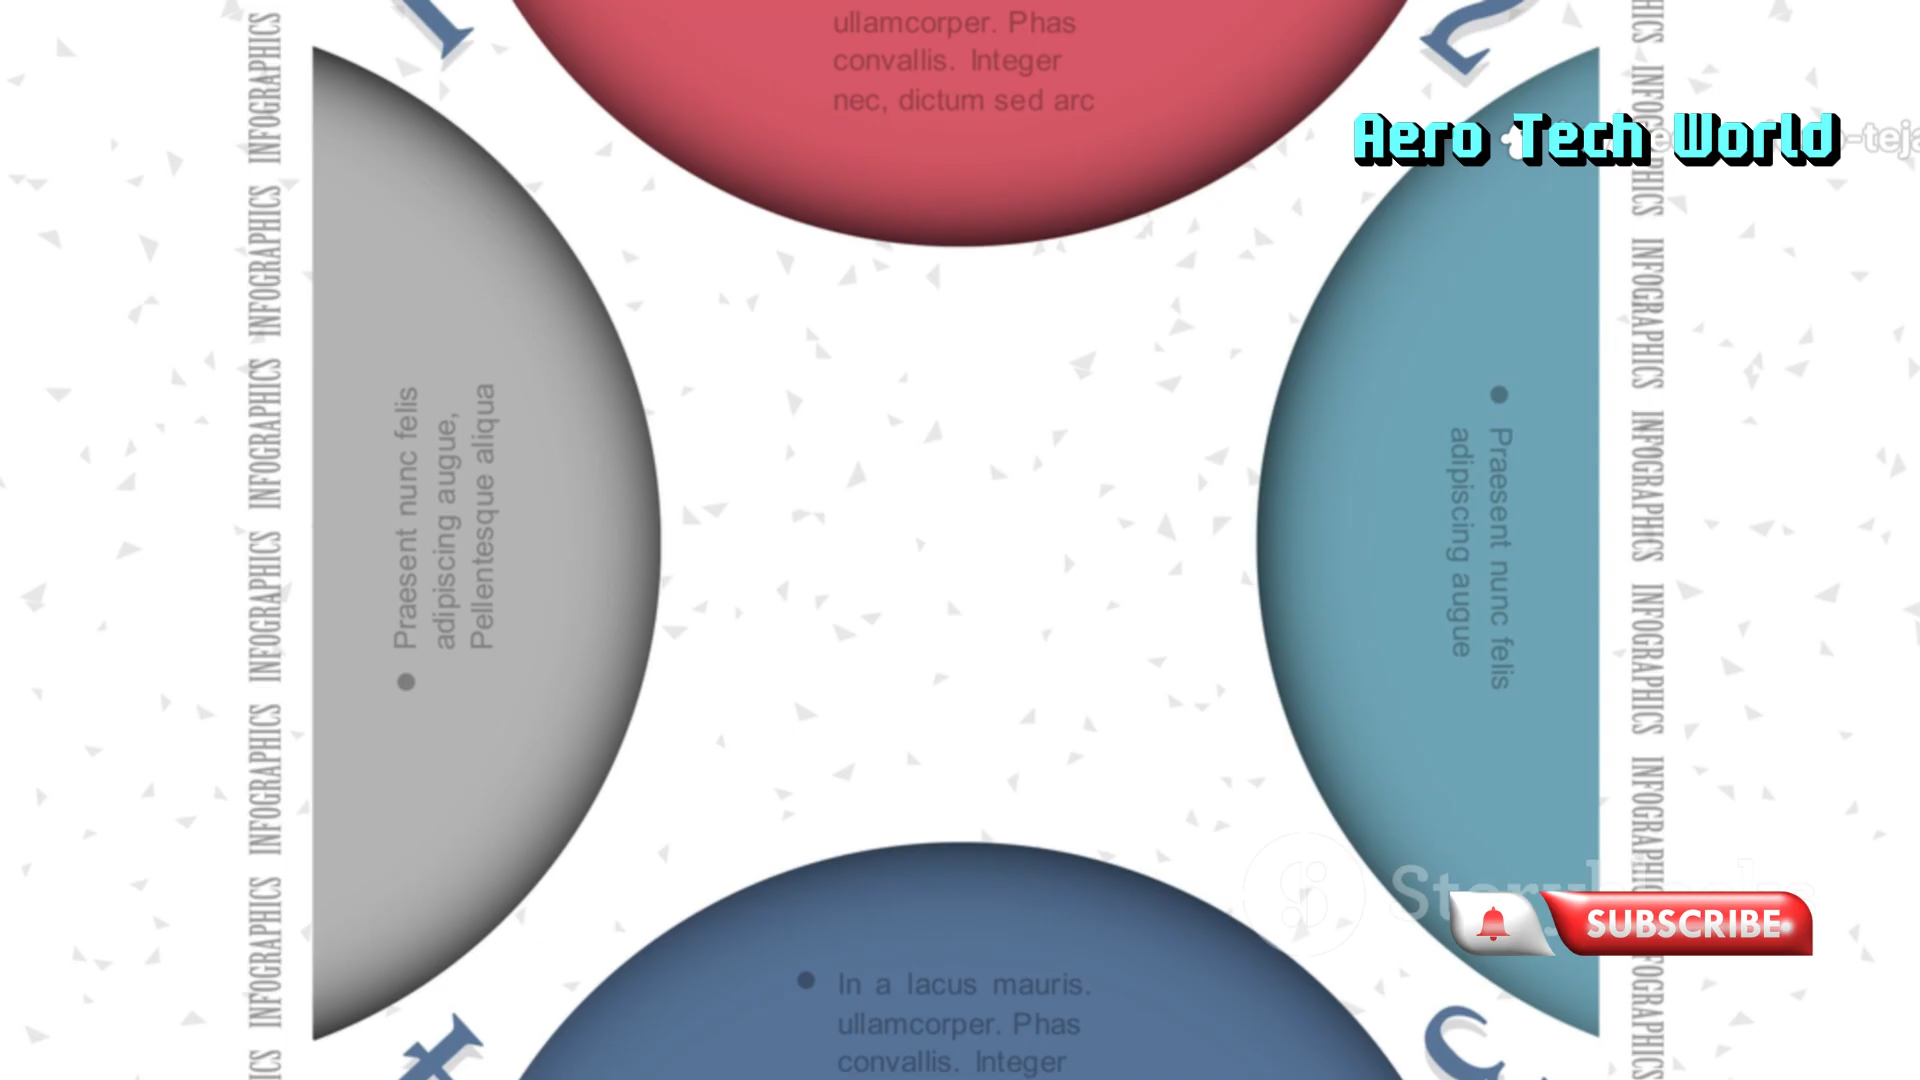 ullamcorper. Phas
convallis. Integer
nec, dictum sed arc
2
Aero Tech World
INFOGRAPHICS INFOGRAPHICS INFOGRAPHICS INFOGRAPHICS INFOGRAPHICS INFOGRAPHICS
Praesent nunc felis
adipiscing augue,
Pellentesque aliqua
Praesent nunc felis
adipiscing augue
INFOGRAPHICS INFOGRAPHICS INFOGRAPHICS INFOGRAPHICS INFOGRAPHICS
SUBSCRIBE
In a lacus mauris.
ullamcorper. Phas
convallis. Integer